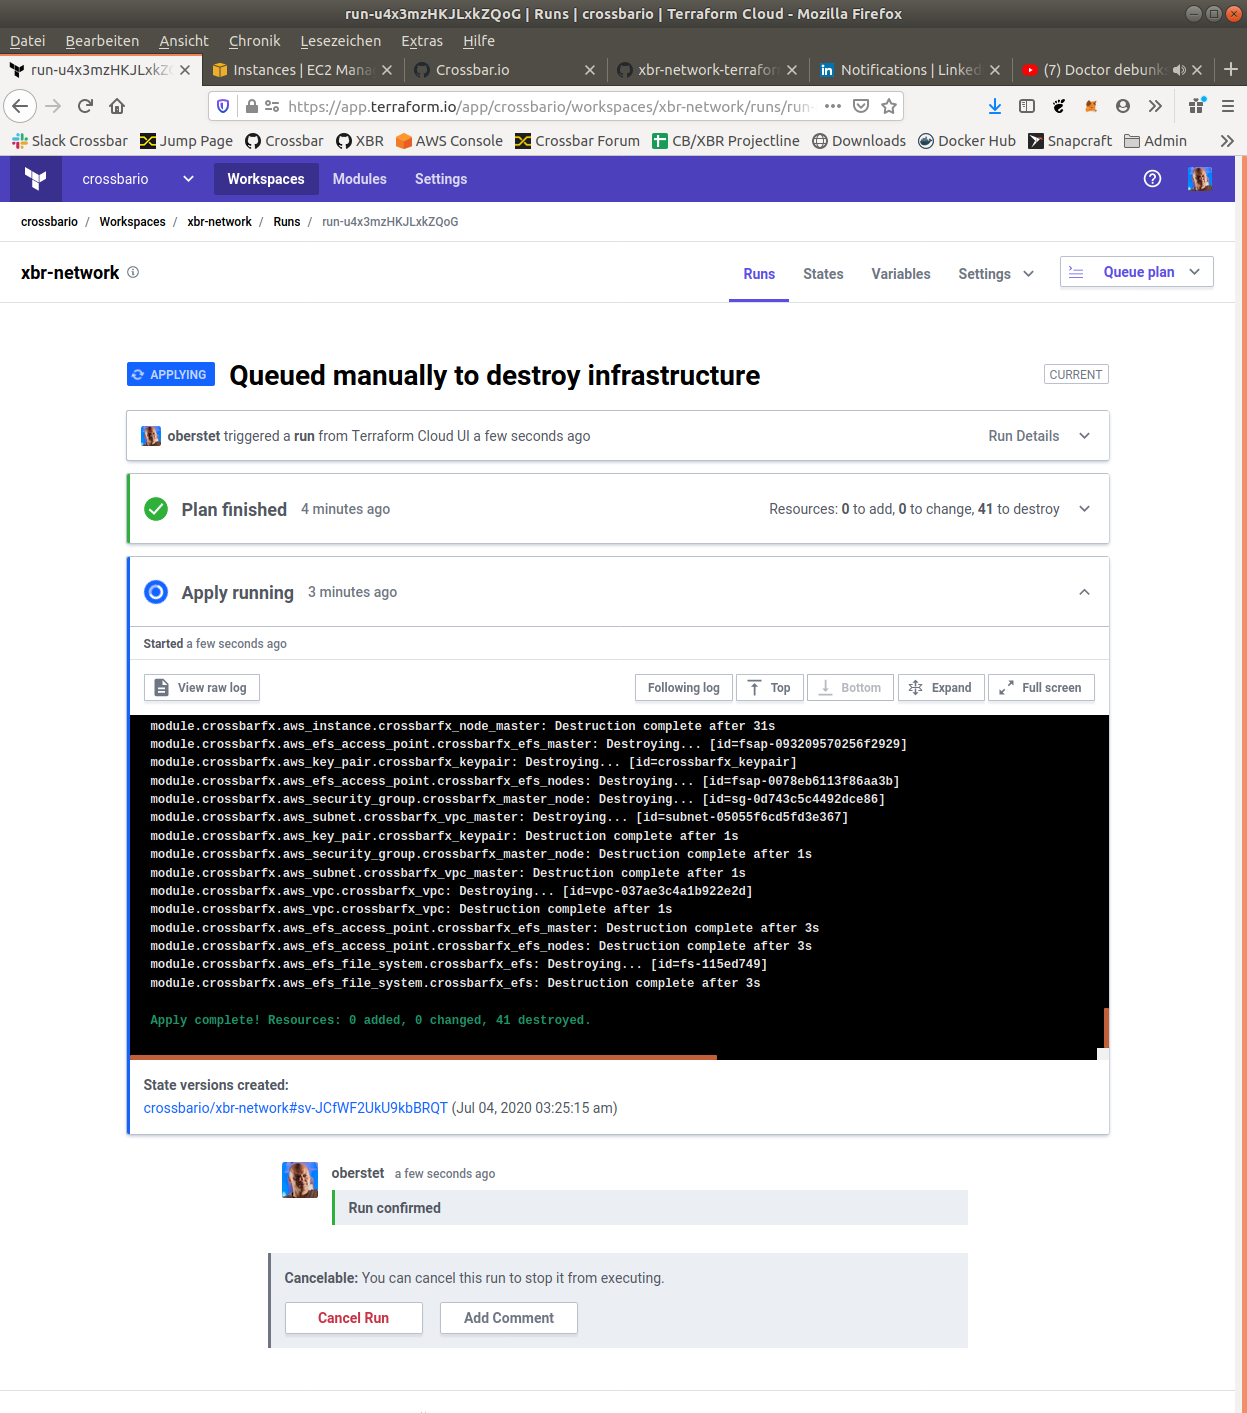 run-u4x3mzHKJLxkZQoG | Runs | crossbario | Terraform Cloud - Mozilla Firefox
Datei Bearbeiten Ansicht Chronik Lesezeichen Extras Hilfe
run-u4x3mzHKJLxkZ Instances | EC2 Mana Crossbar.io xbr-network-terrafor Notifications | Linked (7) Doctor debunks
https://app.terraform.io/app/crossbario/workspaces/xbr-network/runs/run-
Slack Crossbar Jump Page Crossbar XBR AWS Console Crossbar Forum CB/XBR Projectline Downloads Docker Hub Snapcraft Admin
crossbario Workspaces Modules Settings
crossbario / Workspaces / xbr-network / Runs / run-u4x3mzHKJLxkZQoG
xbr-network Runs States Variables Settings Queue plan
APPLYING Queued manually to destroy infrastructure CURRENT
oberstet triggered a run from Terraform Cloud UI a few seconds ago Run Details
Plan finished 4 minutes ago Resources: 0 to add, 0 to change, 41 to destroy
Apply running 3 minutes ago
Started a few seconds ago
View raw log Following log Top Bottom Expand Full screen
module.crossbarfx.aws_instance.crossbarfx_node_master: Destruction complete after 31s
module.crossbarfx.aws_efs_access_point.crossbarfx_efs_master: Destroying... [id=fsap-093209570256f2929]
module.crossbarfx.aws_key_pair.crossbarfx_keypair: Destroying... [id=crossbarfx_keypair]
module.crossbarfx.aws_efs_access_point.crossbarfx_efs_nodes: Destroying... [id=fsap-0078eb6113f86aa3b]
module.crossbarfx.aws_security_group.crossbarfx_master_node: Destroying... [id=sg-0d743c5c4492dce86]
module.crossbarfx.aws_subnet.crossbarfx_vpc_master: Destroying... [id=subnet-05055f6cd5fd3e367]
module.crossbarfx.aws_key_pair.crossbarfx_keypair: Destruction complete after 1s
module.crossbarfx.aws_security_group.crossbarfx_master_node: Destruction complete after 1s
module.crossbarfx.aws_subnet.crossbarfx_vpc_master: Destruction complete after 1s
module.crossbarfx.aws_vpc.crossbarfx_vpc: Destroying... [id=vpc-037ae3c4a1b922e2d]
module.crossbarfx.aws_vpc.crossbarfx_vpc: Destruction complete after 1s
module.crossbarfx.aws_efs_access_point.crossbarfx_efs_master: Destruction complete after 3s
module.crossbarfx.aws_efs_access_point.crossbarfx_efs_nodes: Destruction complete after 3s
module.crossbarfx.aws_efs_file_system.crossbarfx_efs: Destroying... [id=fs-115ed749]
module.crossbarfx.aws_efs_file_system.crossbarfx_efs: Destruction complete after 3s
Apply complete! Resources: 0 added, 0 changed, 41 destroyed.
State versions created:
crossbario/xbr-network#sv-JCfWF2UkU9kbBRQT (Jul 04, 2020 03:25:15 am)
oberstet a few seconds ago
Run confirmed
Cancelable: You can cancel this run to stop it from executing.
Cancel Run Add Comment